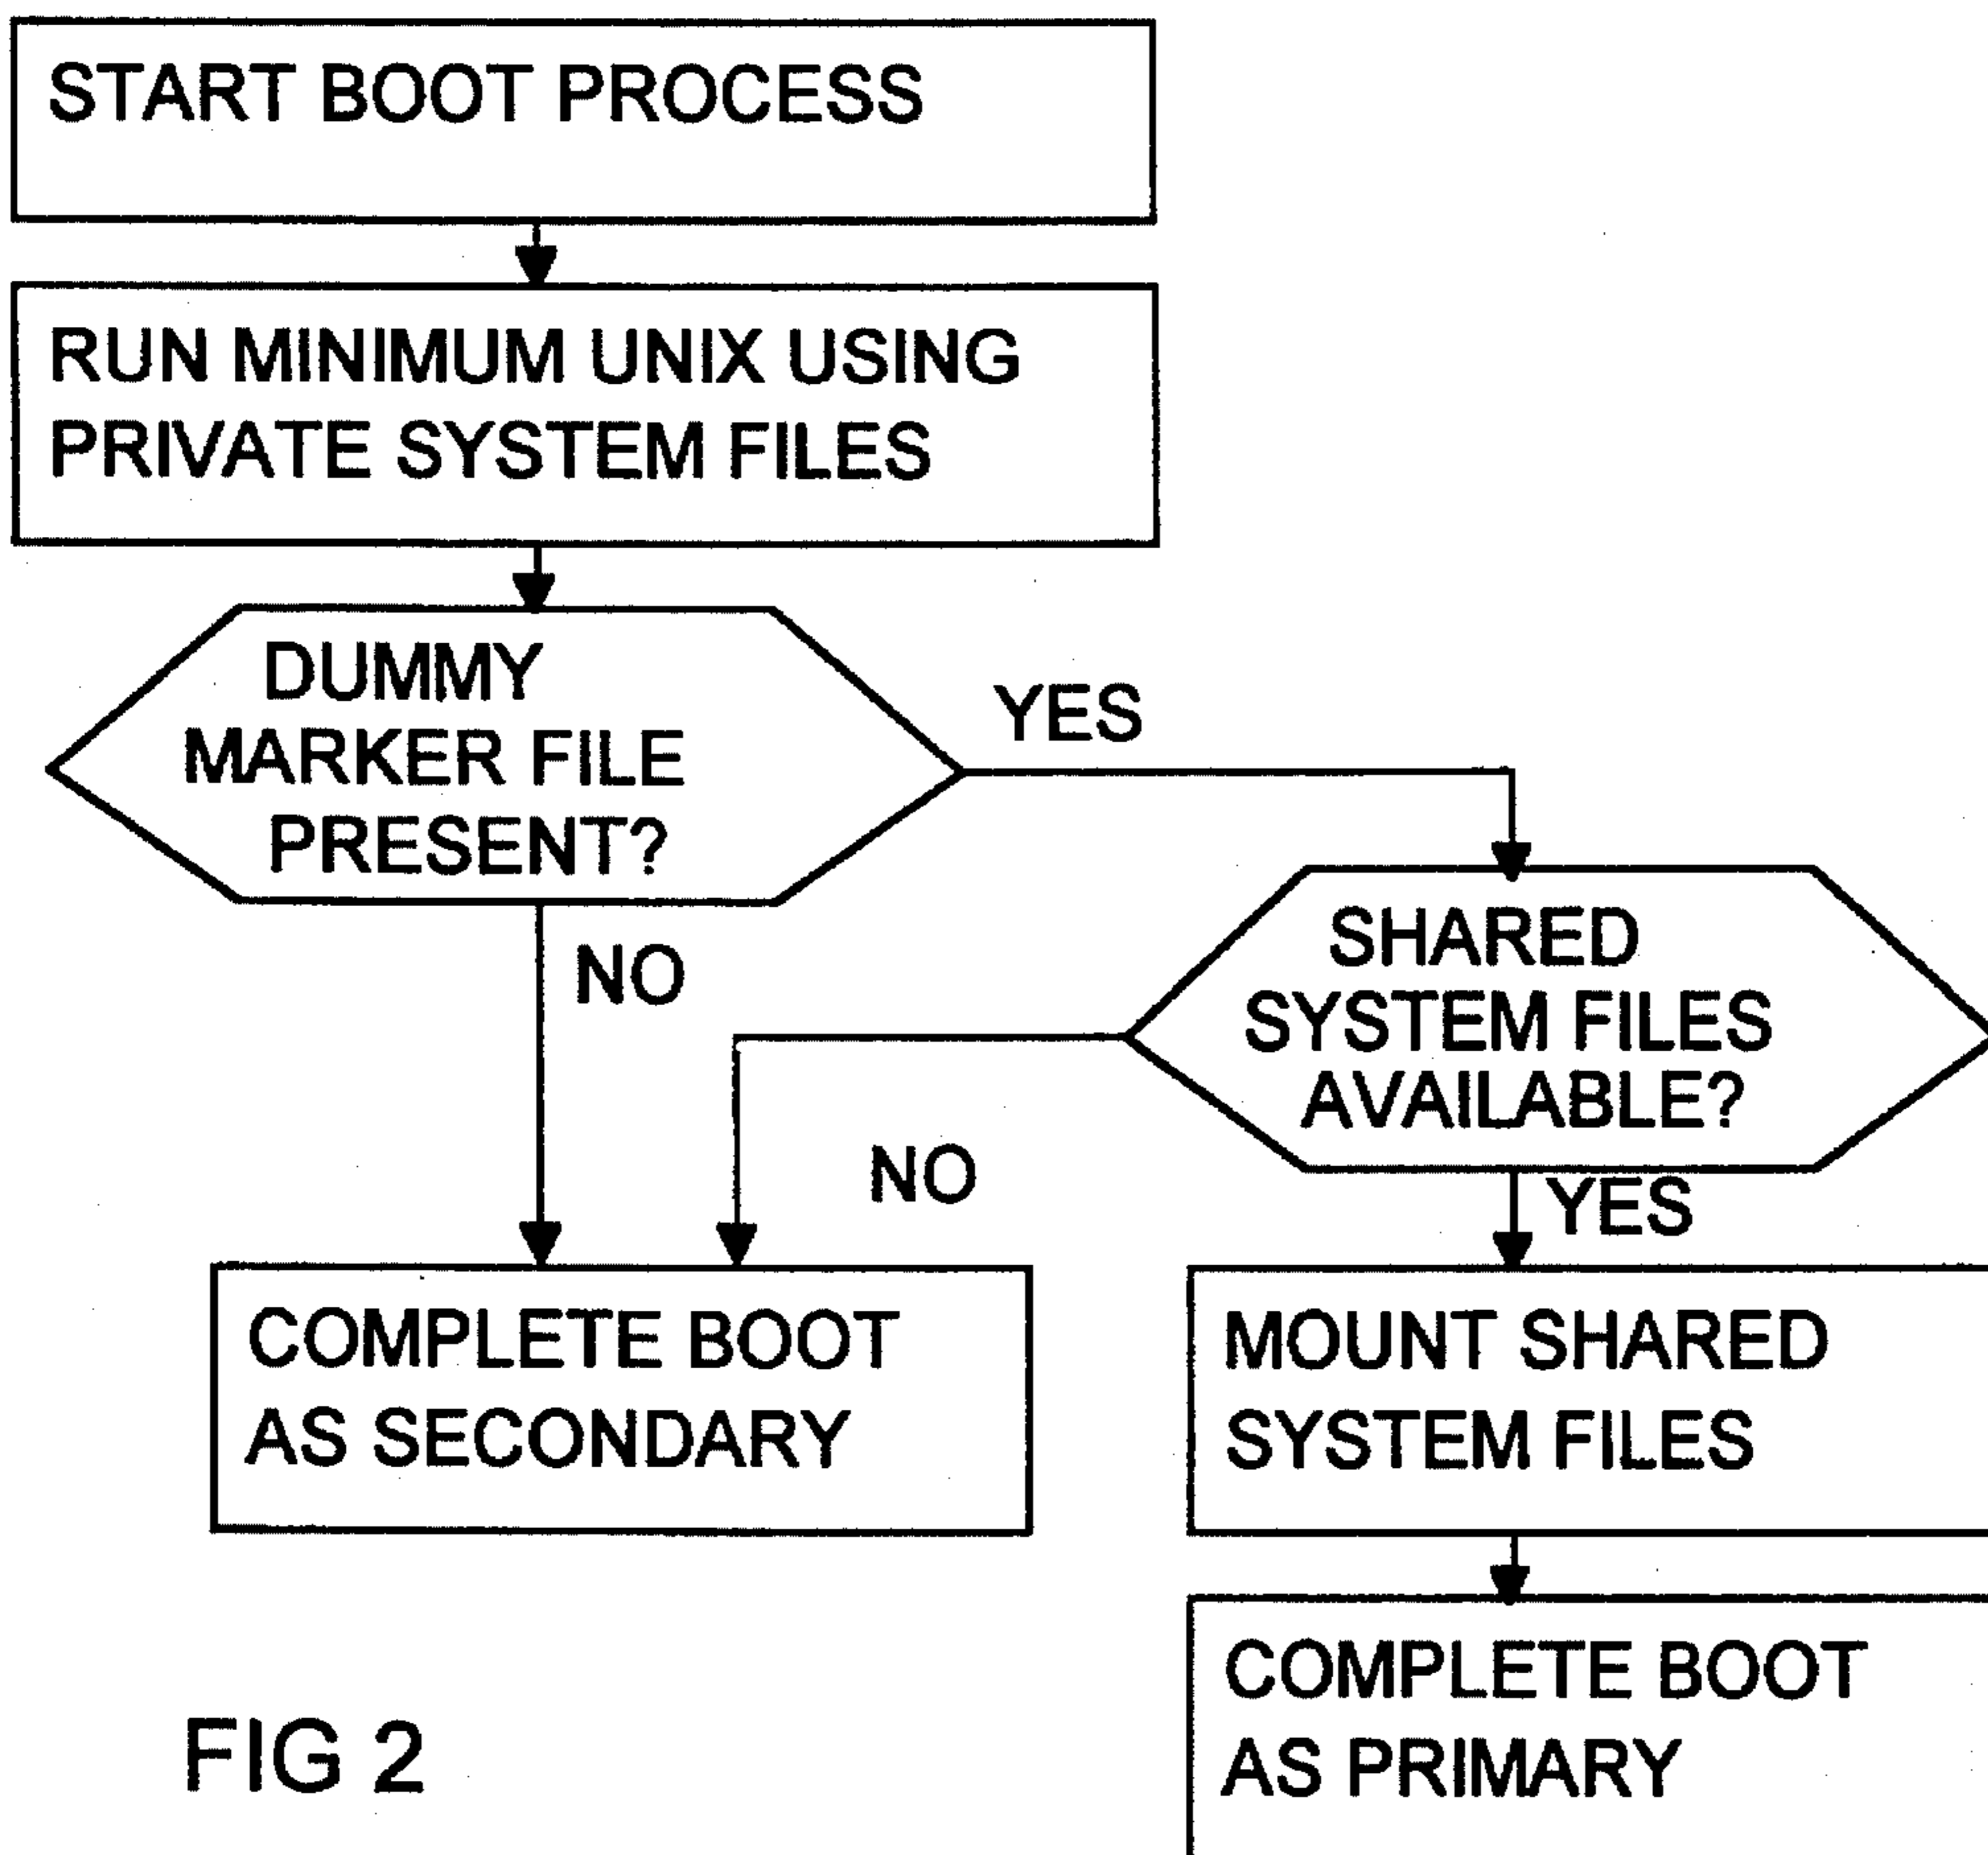 START BOOT PROCESS
RUN MINIMUM UNIX USING
PRIVATE SYSTEM FILES
DUMMY
MARKER FILE
PRESENT?
YES
NO
SHARED
SYSTEM FILES
AVAILABLE?
NO
YES
COMPLETE BOOT
AS SECONDARY
MOUNT SHARED
SYSTEM FILES
COMPLETE BOOT
AS PRIMARY
FIG 2